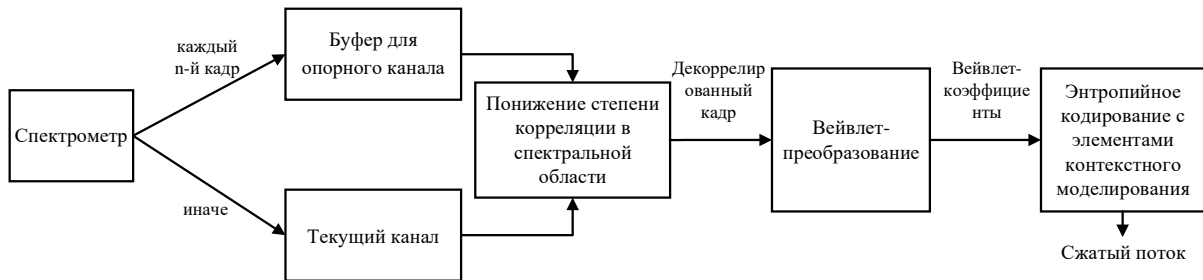 Спектрометр
каждый
n-й кадр
иначе
Буфер для
опорного канала
Текущий канал
Понижение степени
корреляции в
спектральной
области
Декоррелир
ованный
кадр
Вейвлет-
преобразование
Вейвлет-
коэффицие
нты
Энтропийное
кодирование с
элементами
контекстного
моделирования
Сжатый поток